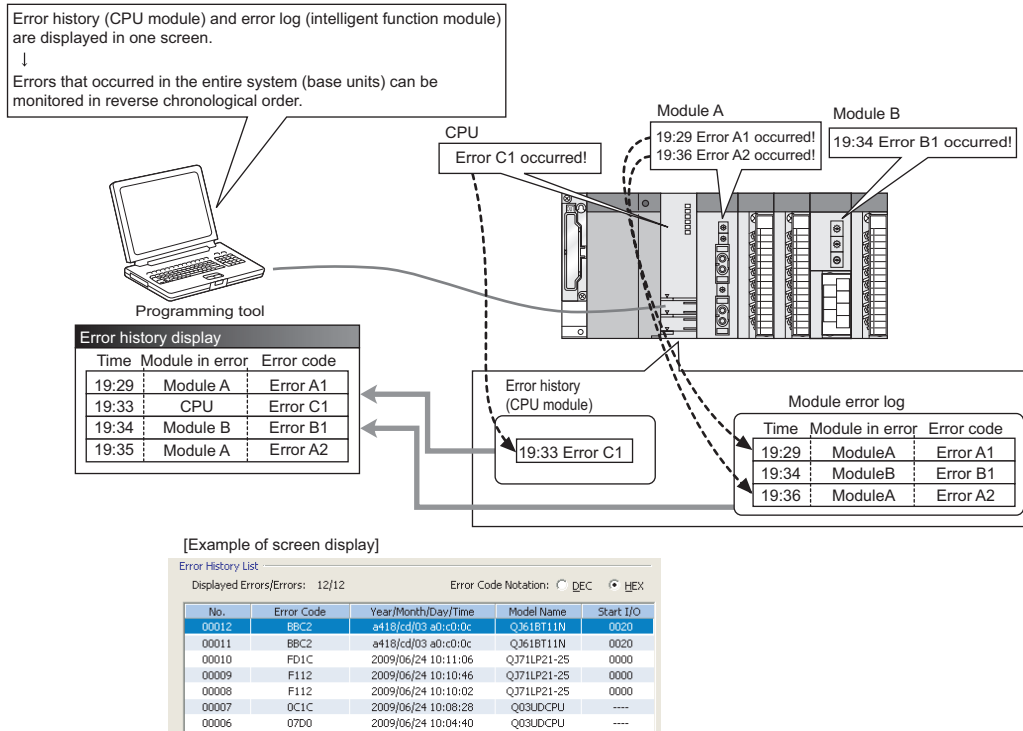 Error history (CPU module) and error log (intelligent function module)
are displayed in one screen.
↓
Errors that occurred in the entire system (base units) can be
monitored in reverse chronological order.
Module A
Module B
CPU
19:29 Error A1 occurred!
19:36 Error A2 occurred!
19:34 Error B1 occurred!
Error C1 occurred!
Programming tool
Error history display
Time Module in error Error code
19:29 Module A Error A1
19:33 CPU Error C1
19:34 Module B Error B1
19:35 Module A Error A2
Error history
(CPU module)
19:33 Error C1
Module error log
Time Module in error Error code
19:29 ModuleA Error A1
19:34 ModuleB Error B1
19:36 ModuleA Error A2
[Example of screen display]
Error History List
Displayed Errors/Errors: 12/12 Error Code Notation: DEC HEX
No. Error Code Year/Month/Day/Time Model Name Start I/O
00012 BBC2 a418/cd/03 a0:c0:0c QJ61BT11N 0020
00011 BBC2 a418/cd/03 a0:c0:0c QJ61BT11N 0020
00010 FD1C 2009/06/24 10:11:06 QJ71LP21-25 0000
00009 F112 2009/06/24 10:10:46 QJ71LP21-25 0000
00008 F112 2009/06/24 10:10:02 QJ71LP21-25 0000
00007 0C1C 2009/06/24 10:08:28 Q03UDCPU ----
00006 07D0 2009/06/24 10:04:40 Q03UDCPU ----